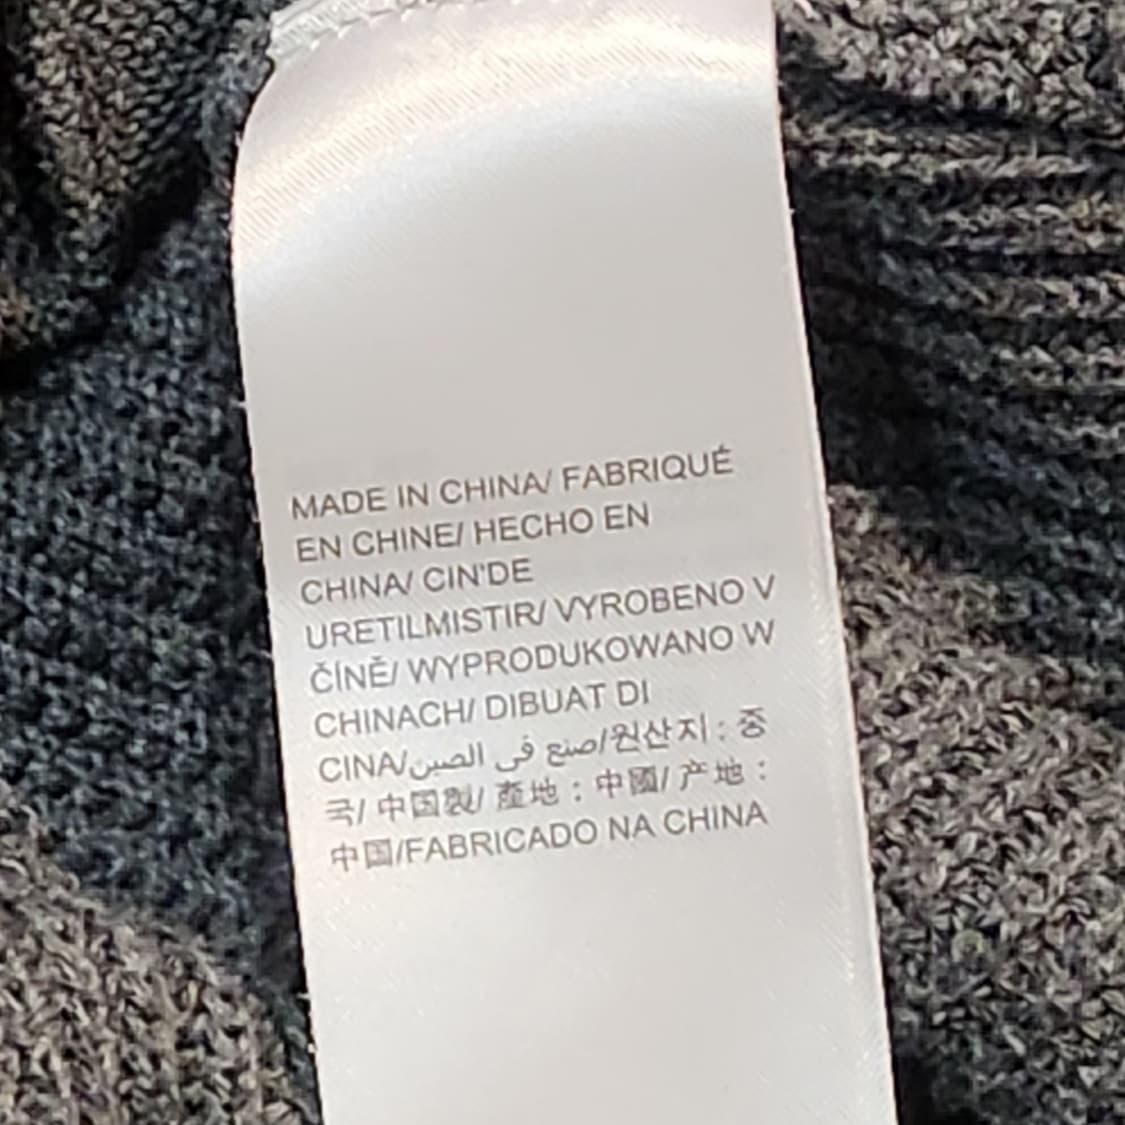 MADE IN CHINA/ FABRIQUÉ
EN CHINE/ HECHO EN
CHINA/ CIN'DE
URETILMISTIR/ VYROBENO V
ČÍNĚ/ WYPRODUKOWANO W
CHINACH/ DIBUAT DI
CINA/صنع في الصين/원산지 : 중
국/ 中国製/ 產地 : 中國/ 产地 :
中国/FABRICADO NA CHINA